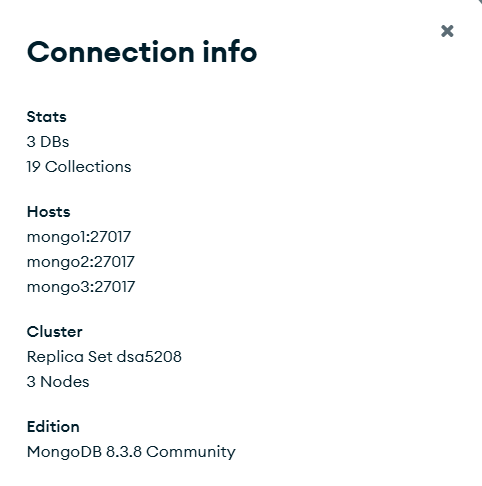 Connection info
Stats
3 DBs
19 Collections
Hosts
mongo1:27017
mongo2:27017
mongo3:27017
Cluster
Replica Set dsa5208
3 Nodes
Edition
MongoDB 8.3.8 Community